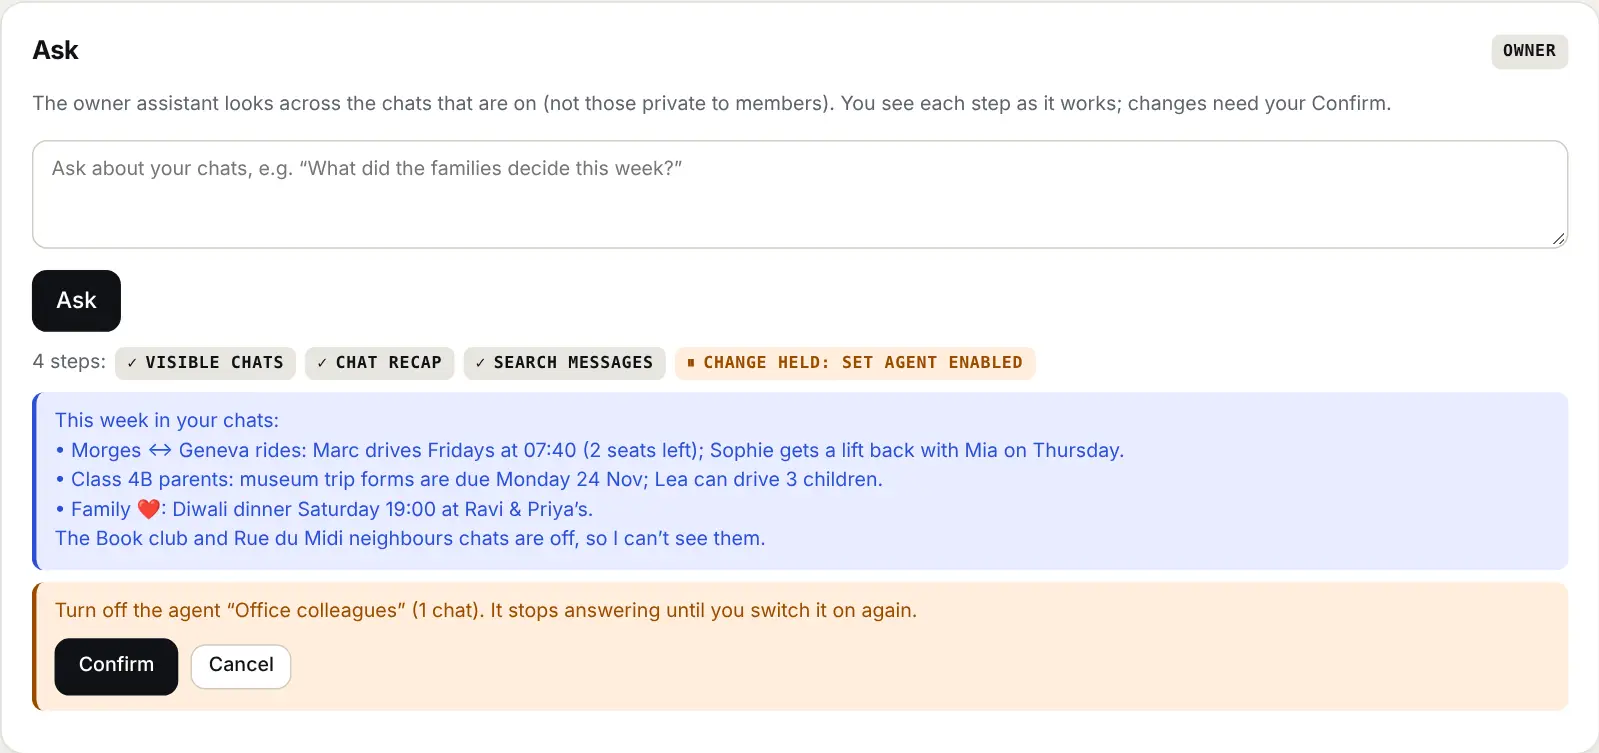 Ask
OWNER
The owner assistant looks across the chats that are on (not those private to members). You see each step as it works; changes need your Confirm.
Ask about your chats, e.g. “What did the families decide this week?”
Ask
4 steps: ✓ VISIBLE CHATS ✓ CHAT RECAP ✓ SEARCH MESSAGES ▪ CHANGE HELD: SET AGENT ENABLED
This week in your chats:
• Morges ↔ Geneva rides: Marc drives Fridays at 07:40 (2 seats left); Sophie gets a lift back with Mia on Thursday.
• Class 4B parents: museum trip forms are due Monday 24 Nov; Lea can drive 3 children.
• Family ❤️: Diwali dinner Saturday 19:00 at Ravi & Priya’s.
The Book club and Rue du Midi neighbours chats are off, so I can’t see them.
Turn off the agent “Office colleagues” (1 chat). It stops answering until you switch it on again.
Confirm Cancel